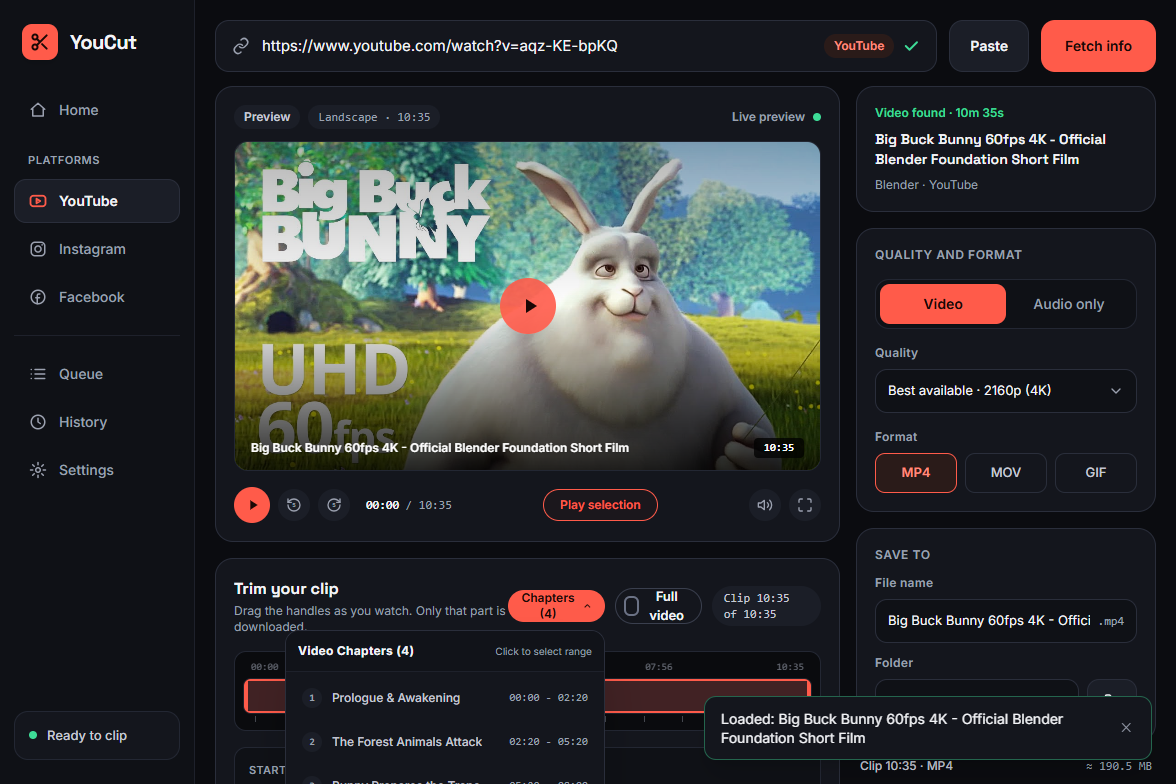 YouCut
https://www.youtube.com/watch?v=aqz-KE-bpKQ
YouTube
Paste
Fetch info
Home
PLATFORMS
YouTube
Instagram
Facebook
Queue
History
Settings
Ready to clip
Preview
Landscape · 10:35
Live preview
Big Buck
BUNNY
UHD
60fps
Big Buck Bunny 60fps 4K - Official Blender Foundation Short Film
10:35
5
5
00:00 / 10:35
Play selection
Trim your clip
Drag the handles as you watch. Only that part is
downloaded.
Chapters
(4)
Full
video
Clip 10:35
of 10:35
00:00
07:56
10:35
Video Chapters (4)
Click to select range
1 Prologue & Awakening 00:00 - 02:20
2 The Forest Animals Attack 02:20 - 05:20
START
Video found · 10m 35s
Big Buck Bunny 60fps 4K - Official
Blender Foundation Short Film
Blender · YouTube
QUALITY AND FORMAT
Video
Audio only
Quality
Best available · 2160p (4K)
Format
MP4
MOV
GIF
SAVE TO
File name
Big Buck Bunny 60fps 4K - Offici .mp4
Folder
Loaded: Big Buck Bunny 60fps 4K - Official Blender
Foundation Short Film
Clip 10:35 · MP4
≈ 190.5 MB